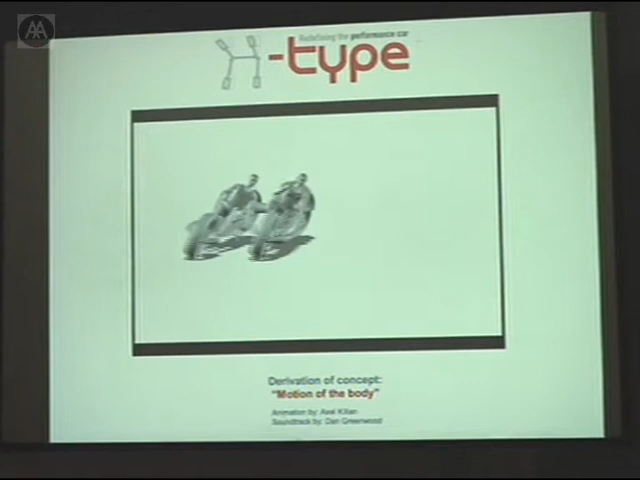 AA
Redefining the performance car
-type
Derivation of concept:
"Motion of the body"
Animation by: Axel Kilian
Soundtrack by: Dan Greenwood